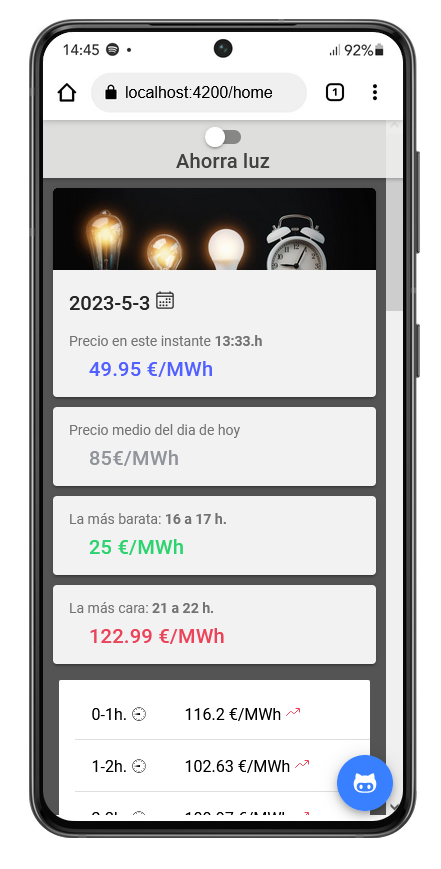 14:45 92%
localhost:4200/home 1
Ahorra luz
2023-5-3
Precio en este instante 13:33.h
49.95 €/MWh
Precio medio del dia de hoy
85€/MWh
La más barata: 16 a 17 h.
25 €/MWh
La más cara: 21 a 22 h.
122.99 €/MWh
0-1h. 116.2 €/MWh
1-2h. 102.63 €/MWh